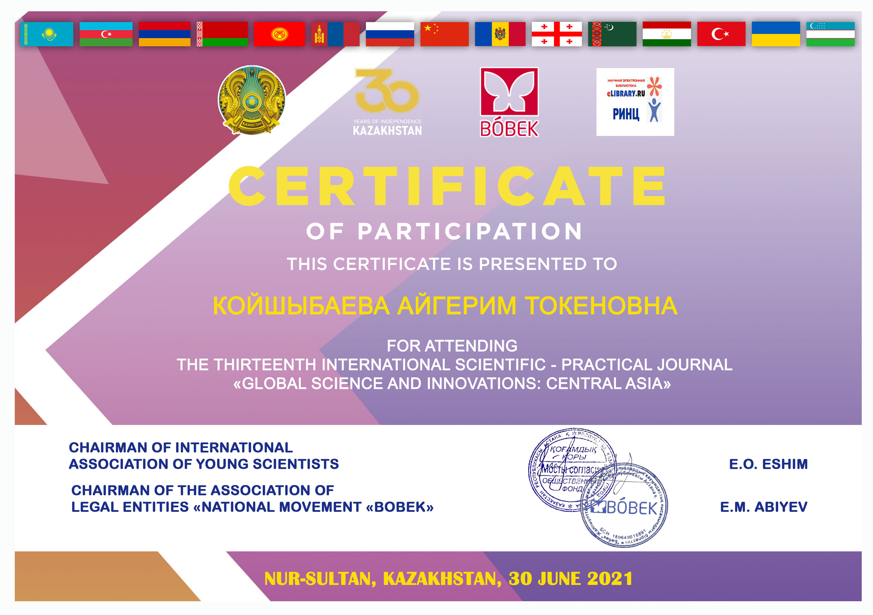 YEARS OF INDEPENDENCE
KAZAKHSTAN
BÓBEK
НАУЧНАЯ ЭЛЕКТРОННАЯ
БИБЛИОТЕКА
eLIBRARY.RU
РИНЦ
CERTIFICATE
OF PARTICIPATION
THIS CERTIFICATE IS PRESENTED TO
КОЙШЫБАЕВА АЙГЕРИМ ТОКЕНОВНА
FOR ATTENDING
THE THIRTEENTH INTERNATIONAL SCIENTIFIC - PRACTICAL JOURNAL
«GLOBAL SCIENCE AND INNOVATIONS: CENTRAL ASIA»
CHAIRMAN OF INTERNATIONAL
ASSOCIATION OF YOUNG SCIENTISTS
E.O. ESHIM
CHAIRMAN OF THE ASSOCIATION OF
LEGAL ENTITIES «NATIONAL MOVEMENT «BOBEK»
E.M. ABIYEV
ҚОҒАМДЫҚ
ҚОРЫ
Мосты согласия
ОБЩЕСТВЕННЫЙ
ФОНД
BÓBEK
NUR-SULTAN, KAZAKHSTAN, 30 JUNE 2021